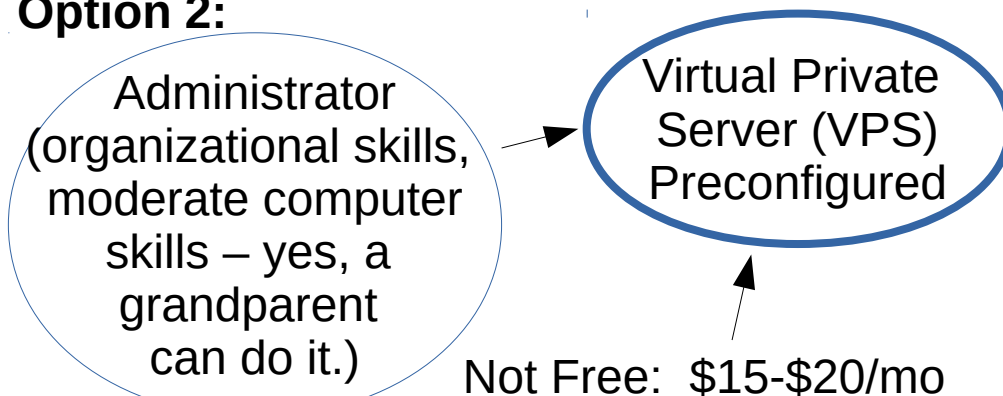 Option 2:
Administrator
(organizational skills,
moderate computer
skills – yes, a
grandparent
can do it.)
Virtual Private
Server (VPS)
Preconfigured
Not Free: $15-$20/mo